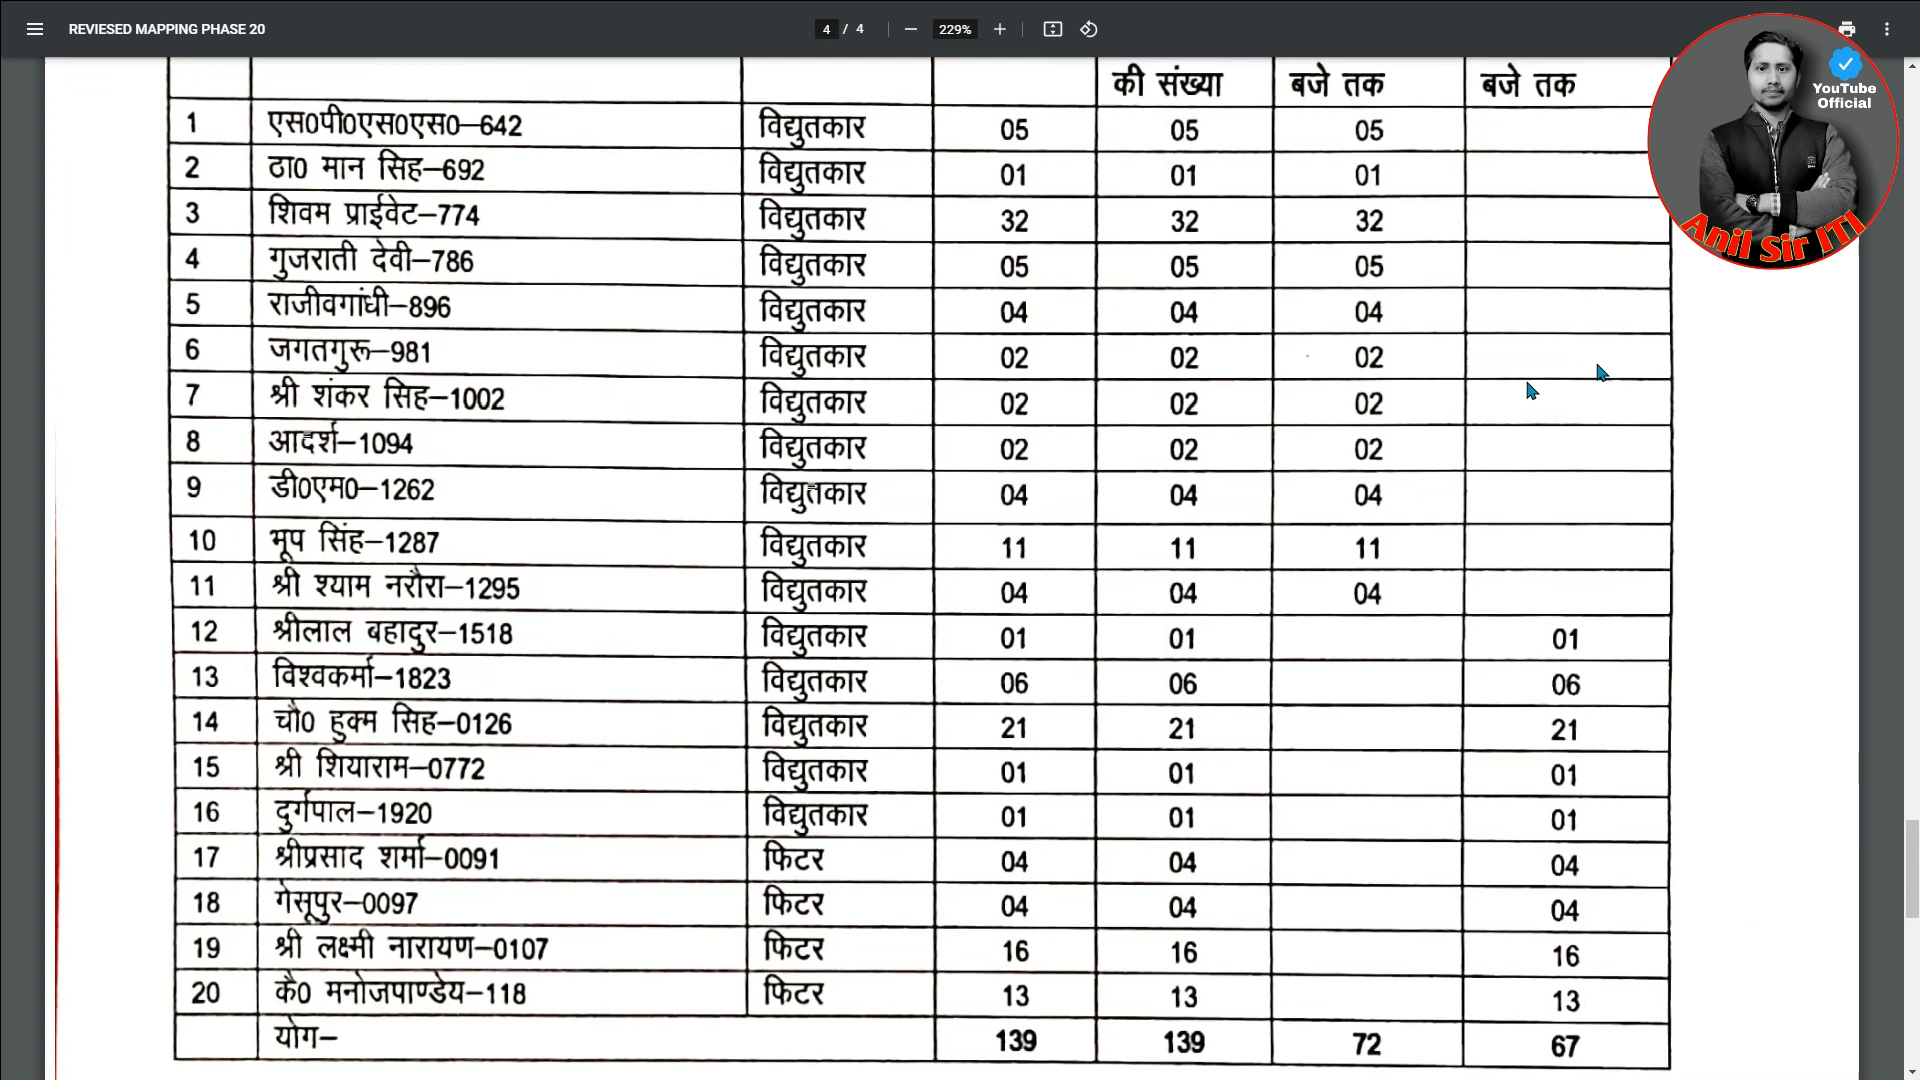 REVIESED MAPPING PHASE 20
4 / 4
229%
YouTube
Official
Anil Sir ITI
की संख्या बजे तक बजे तक
1 एस0पी0एस0एस0–642 विद्युतकार 05 05 05
2 ठा0 मान सिह–692 विद्युतकार 01 01 01
3 शिवम प्राईवेट–774 विद्युतकार 32 32 32
4 गुजराती देवी–786 विद्युतकार 05 05 05
5 राजीवगांधी–896 विद्युतकार 04 04 04
6 जगतगुरू–981 विद्युतकार 02 02 02
7 श्री शंकर सिह–1002 विद्युतकार 02 02 02
8 आदर्श–1094 विद्युतकार 02 02 02
9 डी0एम0–1262 विद्युतकार 04 04 04
10 भूप सिंह–1287 विद्युतकार 11 11 11
11 श्री श्याम नरौरा–1295 विद्युतकार 04 04 04
12 श्रीलाल बहादुर–1518 विद्युतकार 01 01 01
13 विश्वकर्मा–1823 विद्युतकार 06 06 06
14 चौ0 हुक्म सिह–0126 विद्युतकार 21 21 21
15 श्री शियाराम–0772 विद्युतकार 01 01 01
16 दुर्गपाल–1920 विद्युतकार 01 01 01
17 श्रीप्रसाद शर्मा–0091 फिटर 04 04 04
18 गेसूपुर–0097 फिटर 04 04 04
19 श्री लक्ष्मी नारायण–0107 फिटर 16 16 16
20 कै0 मनोजपाण्डेय–118 फिटर 13 13 13
योग– 139 139 72 67